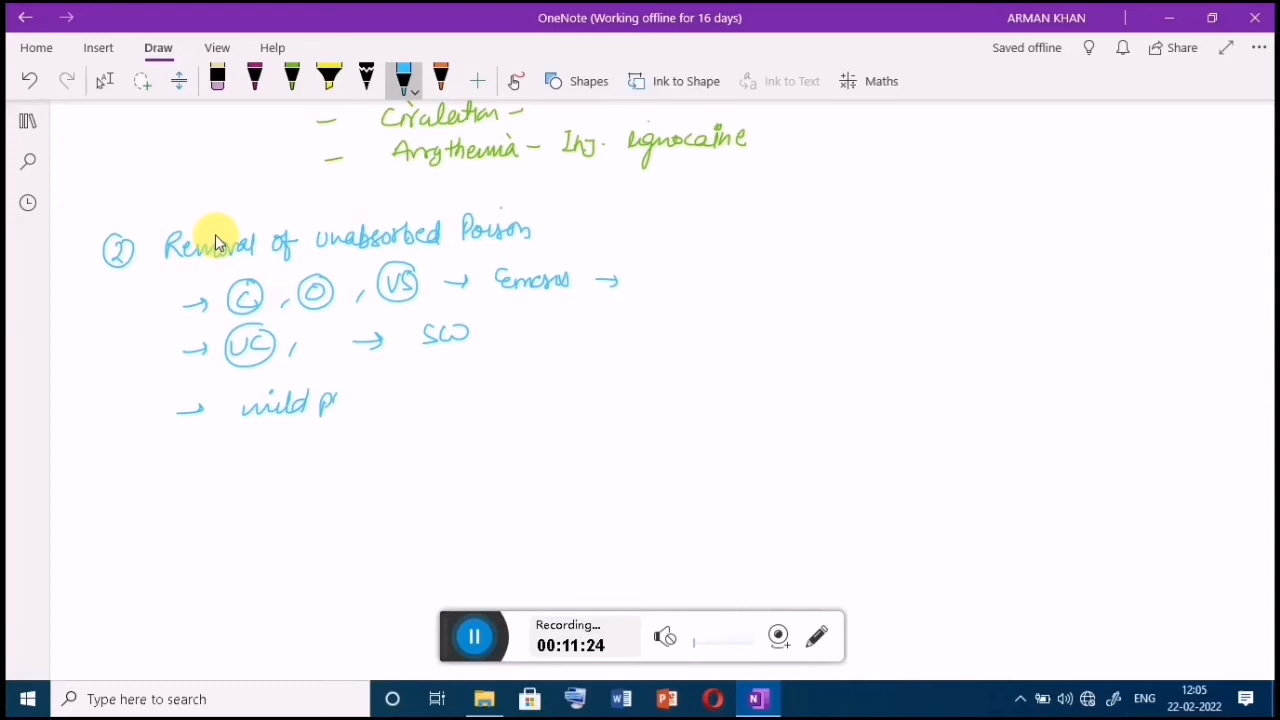 OneNote (Working offline for 16 days) ARMAN KHAN
Home Insert Draw View Help Saved offline Share
Shapes Ink to Shape Ink to Text Maths
- Circulation -
- Arrythemia - Inj. lignocaine
② Removal of unabsorbed Poison
→ C , O , VS → Emesis →
→ UC , → SW
→ mild pr
Recording...
00:11:24
Type here to search
ENG
12:05
22-02-2022